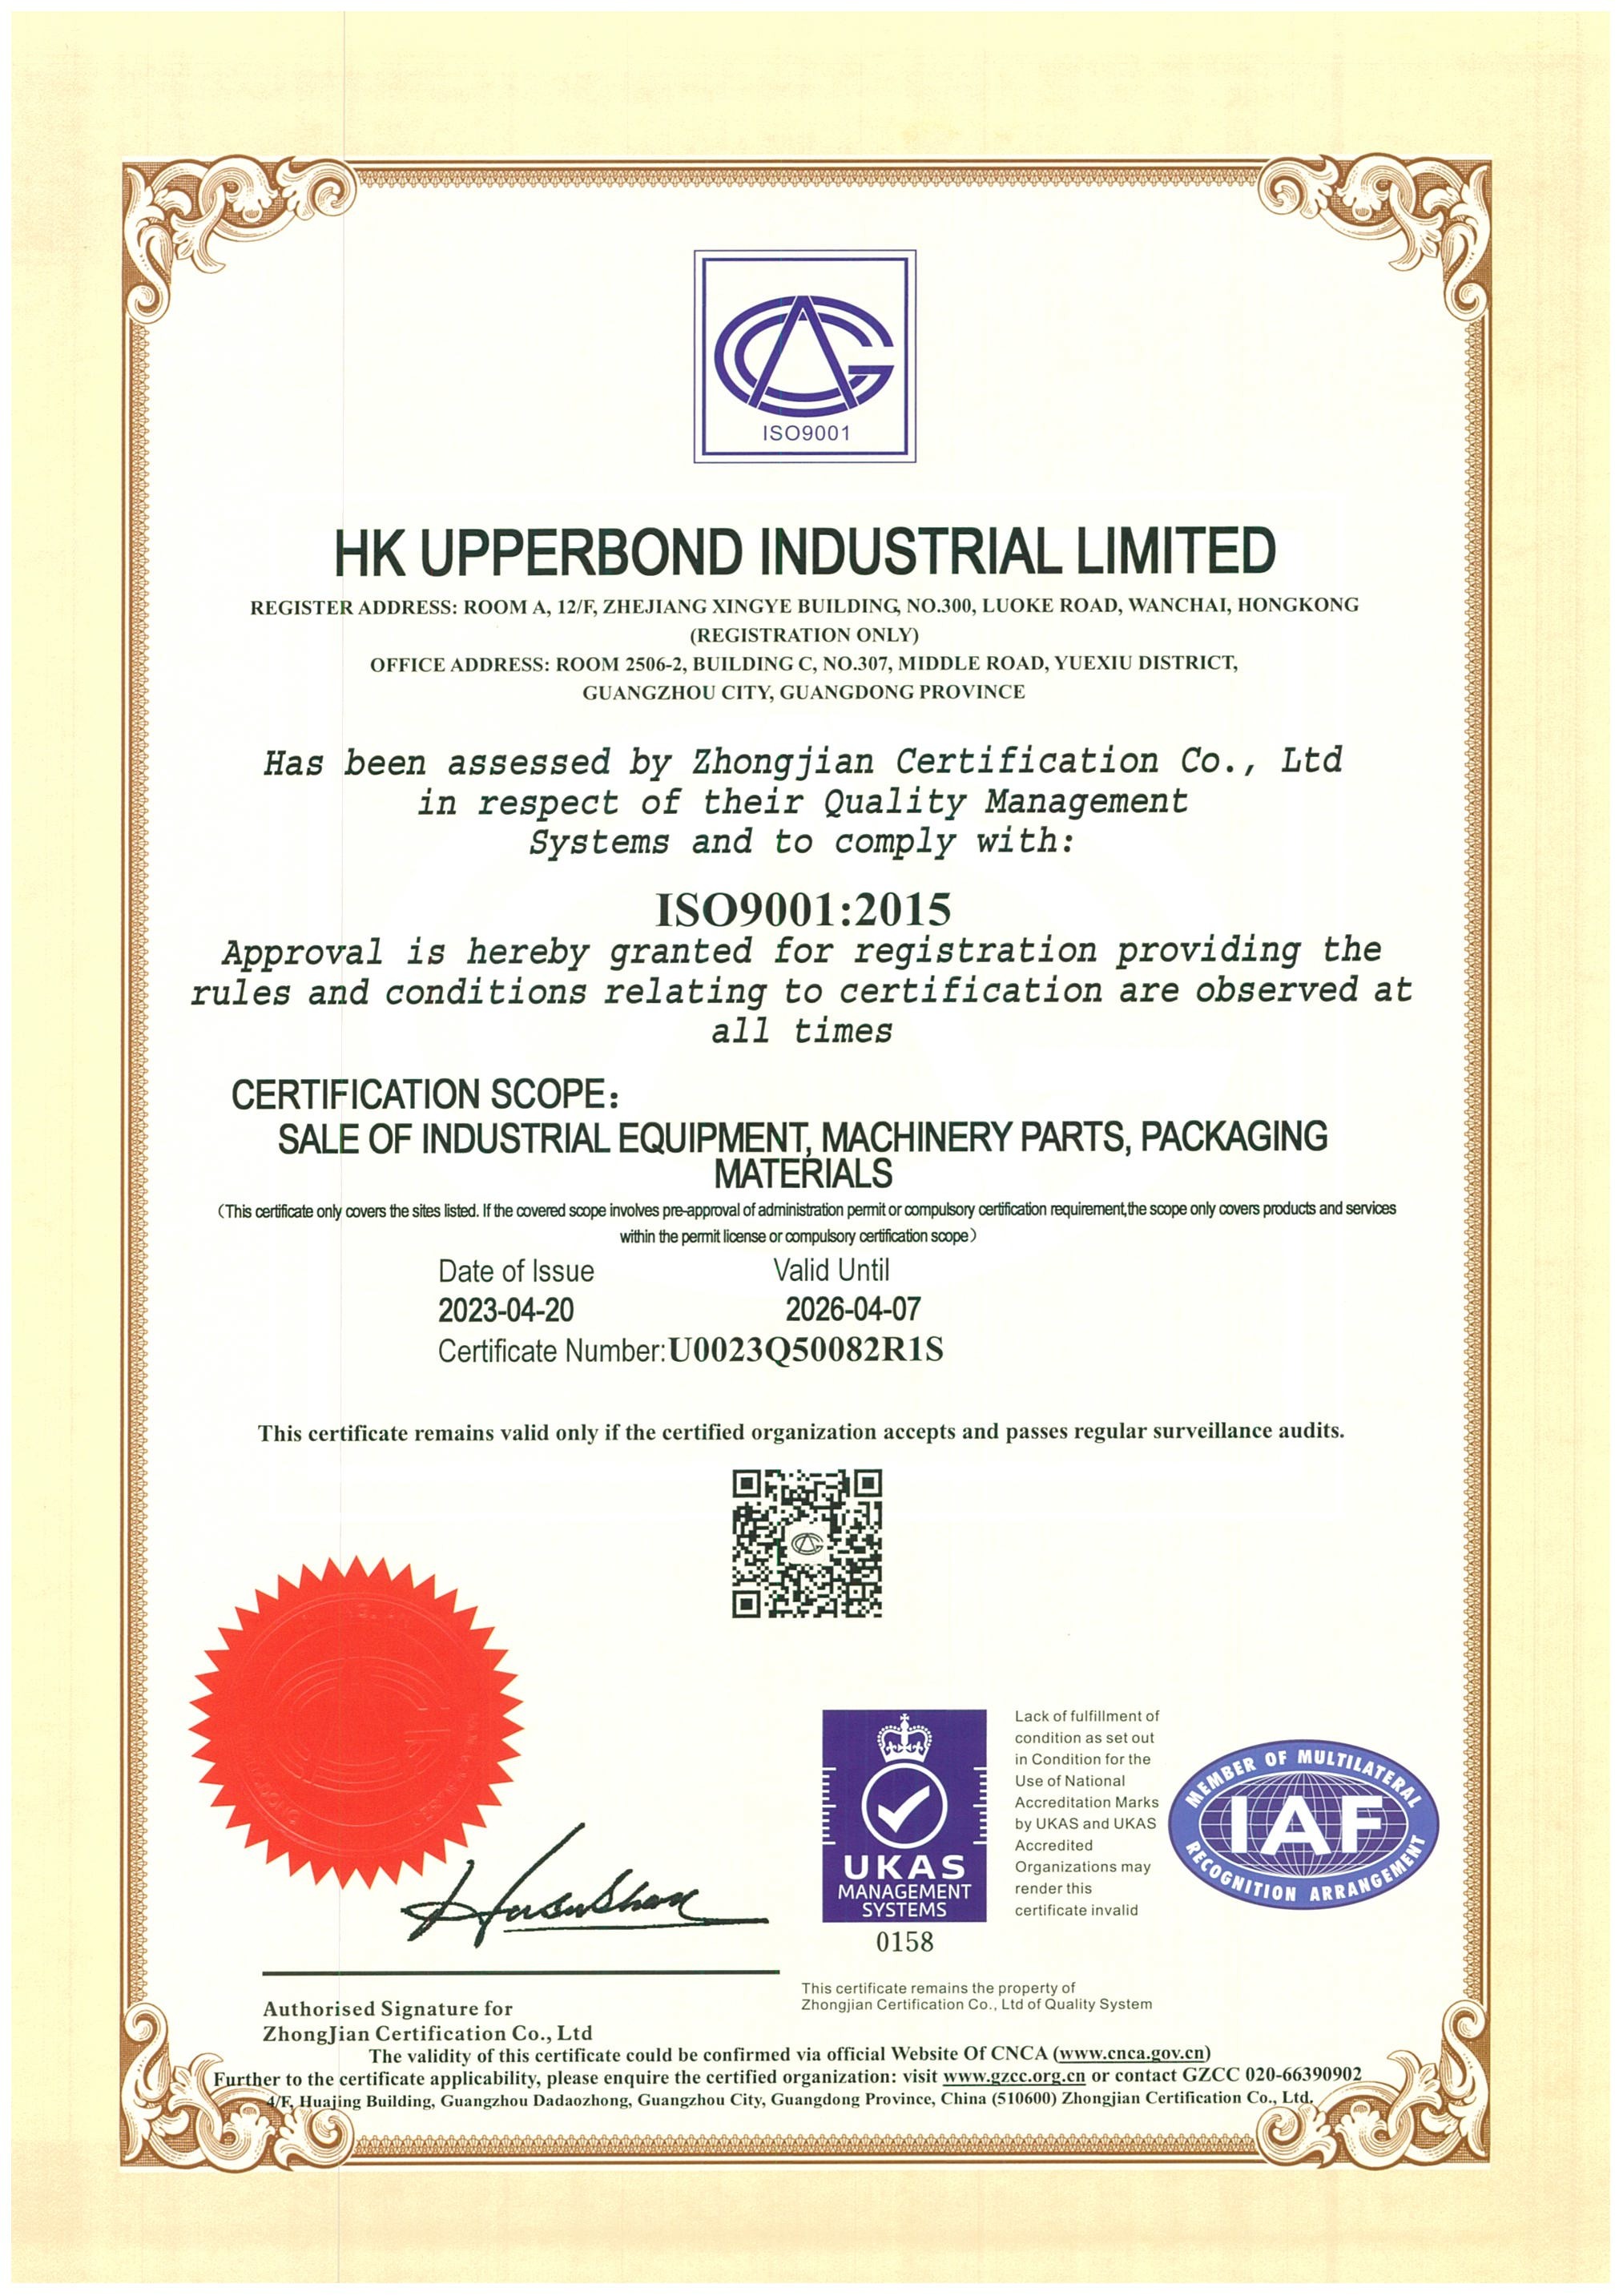 ISO9001
HK UPPERBOND INDUSTRIAL LIMITED
REGISTER ADDRESS: ROOM A, 12/F, ZHEJIANG XINGYE BUILDING, NO.300, LUOKE ROAD, WANCHAI, HONGKONG
(REGISTRATION ONLY)
OFFICE ADDRESS: ROOM 2506-2, BUILDING C, NO.307, MIDDLE ROAD, YUEXIU DISTRICT,
GUANGZHOU CITY, GUANGDONG PROVINCE
Has been assessed by Zhongjian Certification Co., Ltd
in respect of their Quality Management
Systems and to comply with:
ISO9001:2015
Approval is hereby granted for registration providing the
rules and conditions relating to certification are observed at
all times
CERTIFICATION SCOPE：
SALE OF INDUSTRIAL EQUIPMENT, MACHINERY PARTS, PACKAGING
MATERIALS
（This certificate only covers the sites listed. If the covered scope involves pre-approval of administration permit or compulsory certification requirement,the scope only covers products and services
within the permit license or compulsory certification scope）
Date of Issue Valid Until
2023-04-20 2026-04-07
Certificate Number:U0023Q50082R1S
This certificate remains valid only if the certified organization accepts and passes regular surveillance audits.
UKAS
MANAGEMENT
SYSTEMS
0158
Lack of fulfillment of
condition as set out
in Condition for the
Use of National
Accreditation Marks
by UKAS and UKAS
Accredited
Organizations may
render this
certificate invalid
MEMBER OF MULTILATERAL
IAF
RECOGNITION ARRANGEMENT
This certificate remains the property of
Zhongjian Certification Co., Ltd of Quality System
Authorised Signature for
ZhongJian Certification Co., Ltd
The validity of this certificate could be confirmed via official Website Of CNCA (www.cnca.gov.cn)
Further to the certificate applicability, please enquire the certified organization: visit www.gzcc.org.cn or contact GZCC 020-66390902
4/F, Huajing Building, Guangzhou Dadaozhong, Guangzhou City, Guangdong Province, China (510600) Zhongjian Certification Co., Ltd.